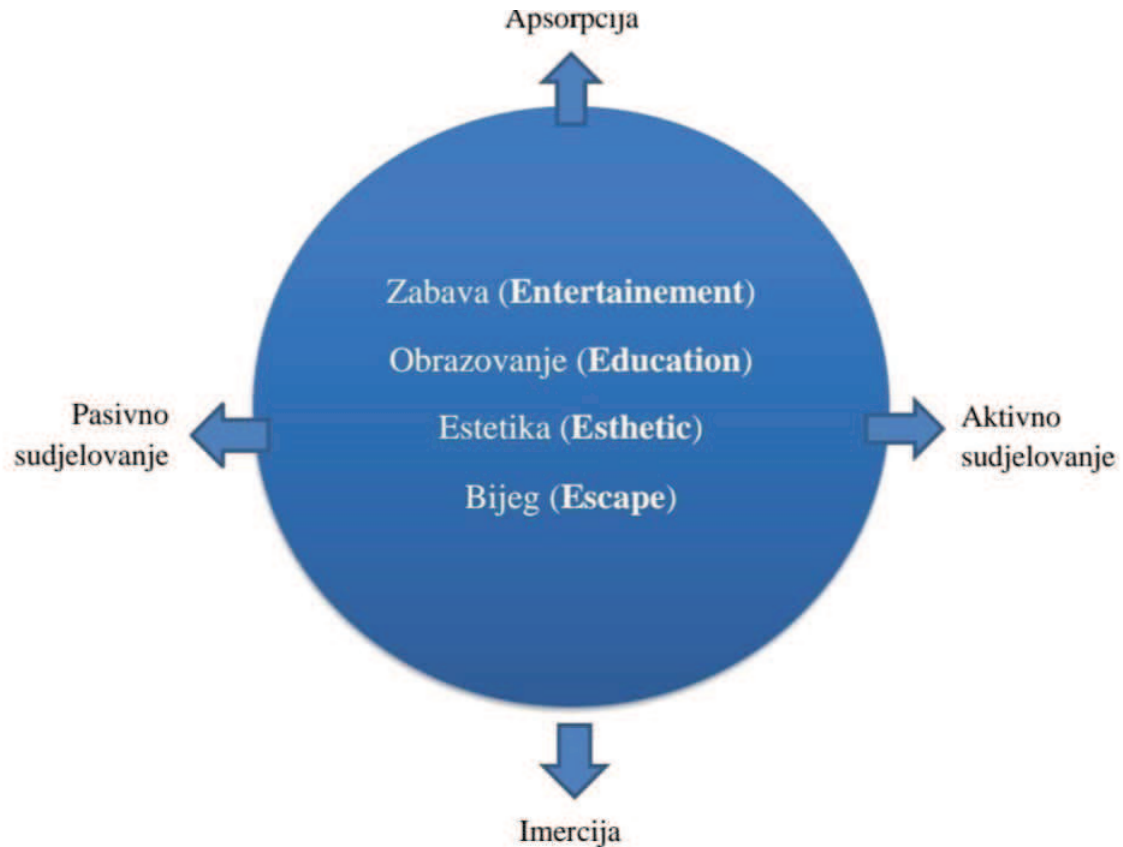 Apsorpcija
Zabava (Entertainement)
Obrazovanje (Education)
Estetika (Esthetic)
Bijeg (Escape)
Pasivno
sudjelovanje
Aktivno
sudjelovanje
Imercija